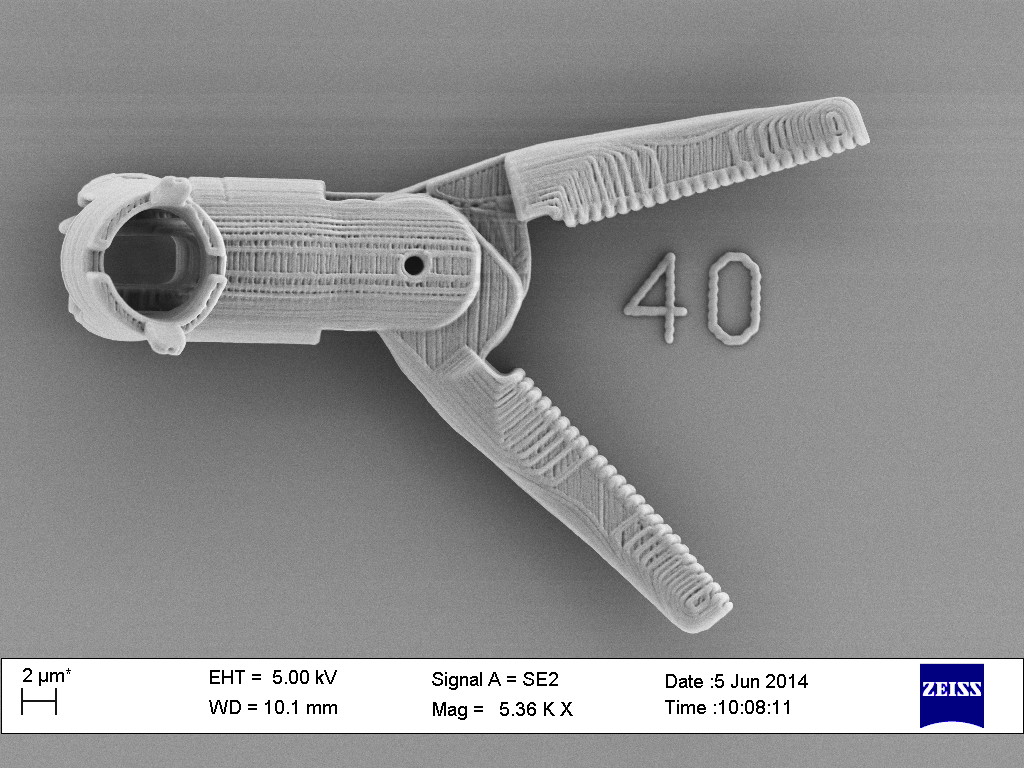 40
2 µm*
EHT = 5.00 kV
WD = 10.1 mm
Signal A = SE2
Mag = 5.36 K X
Date :5 Jun 2014
Time :10:08:11
ZEISS